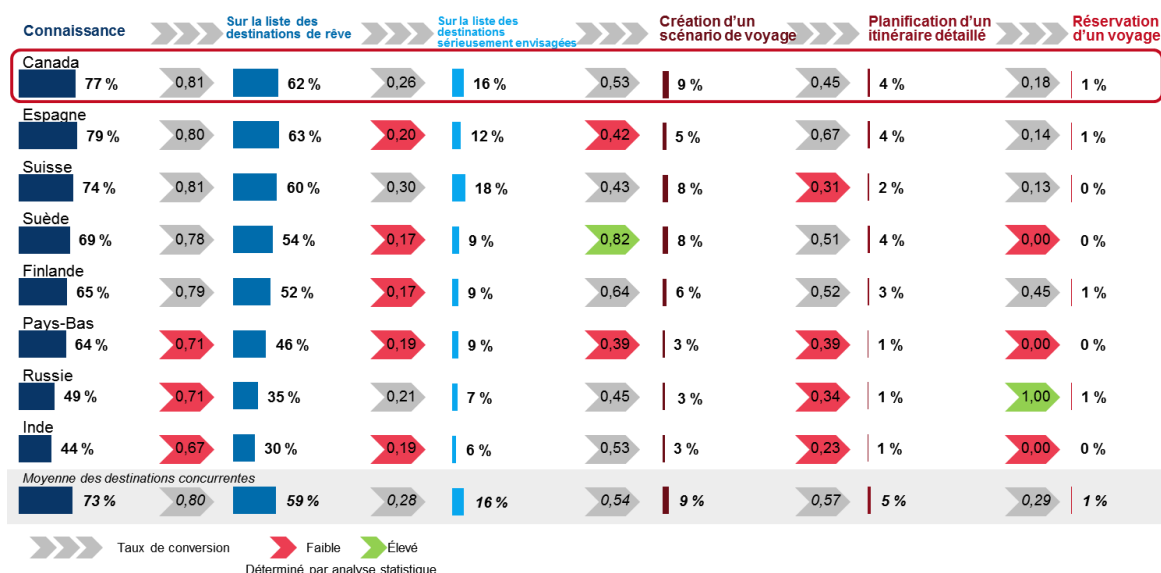 Connaissance
Sur la liste des
destinations de rêve
Sur la liste des
destinations
sérieusement envisagées
Création d'un
scénario de voyage
Planification d'un
itinéraire détaillé
Réservation
d'un voyage
Canada
77 % 0,81 62 % 0,26 16 % 0,53 9 % 0,45 4 % 0,18 1 %
Espagne
79 % 0,80 63 % 0,20 12 % 0,42 5 % 0,67 4 % 0,14 1 %
Suisse
74 % 0,81 60 % 0,30 18 % 0,43 8 % 0,31 2 % 0,13 0 %
Suède
69 % 0,78 54 % 0,17 9 % 0,82 8 % 0,51 4 % 0,00 0 %
Finlande
65 % 0,79 52 % 0,17 9 % 0,64 6 % 0,52 3 % 0,45 1 %
Pays-Bas
64 % 0,71 46 % 0,19 9 % 0,39 3 % 0,39 1 % 0,00 0 %
Russie
49 % 0,71 35 % 0,21 7 % 0,45 3 % 0,34 1 % 1,00 1 %
Inde
44 % 0,67 30 % 0,19 6 % 0,53 3 % 0,23 1 % 0,00 0 %
Moyenne des destinations concurrentes
73 % 0,80 59 % 0,28 16 % 0,54 9 % 0,57 5 % 0,29 1 %
Taux de conversion Faible Élevé
Déterminé par analyse statistique